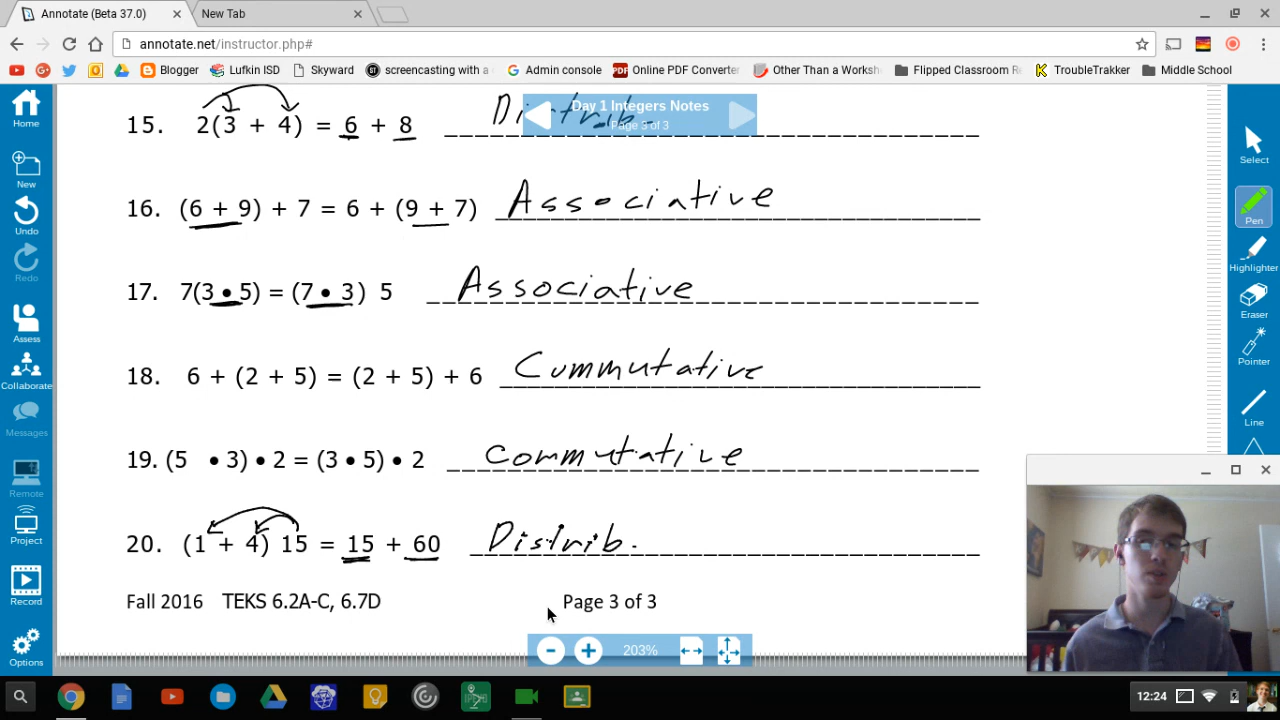 Annotate (Beta 37.0)
New Tab
annotate.net/instructor.php#
Blogger Lufkin ISD Skyward screencasting with a Admin console Online PDF Converter Other Than a Worksh Flipped Classroom R TroubleTrakker Middle School
Home
New
Undo
Redo
Assess
Collaborate
Messages
Remote
Project
Record
Options
Day 1 Integers Notes
Page 3 of 3
15. 2(3 + 4) = 6 + 8 Distrib.
16. (6 + 9) + 7 = 6 + (9 + 7) Associative
17. 7(3 • 5) = (7 • 3) 5 Associative
18. 6 + (2 + 5) = (2 + 5) + 6 Cummutative
19. (5 • 3) • 2 = (3 • 5) • 2 commutative
20. (1 + 4) 15 = 15 + 60 Distrib.
Fall 2016 TEKS 6.2A-C, 6.7D Page 3 of 3
203%
Select
Pen
Highlighter
Eraser
Pointer
Line
12:24